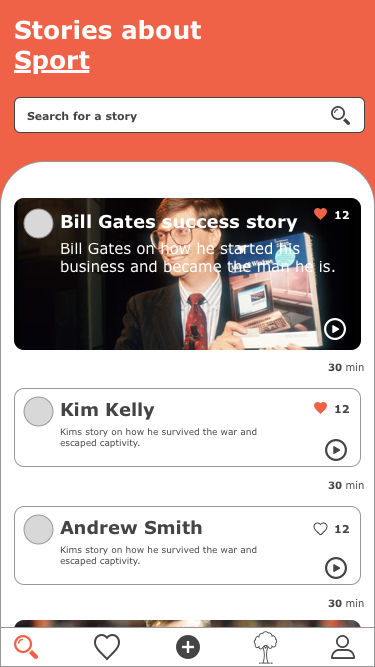 Stories about
Sport
Search for a story
Bill Gates success story
12
Bill Gates on how he started his
business and became the man he is.
30 min
Kim Kelly
12
Kims story on how he survived the war and
escaped captivity.
30 min
Andrew Smith
12
Kims story on how he survived the war and
escaped captivity.
30 min